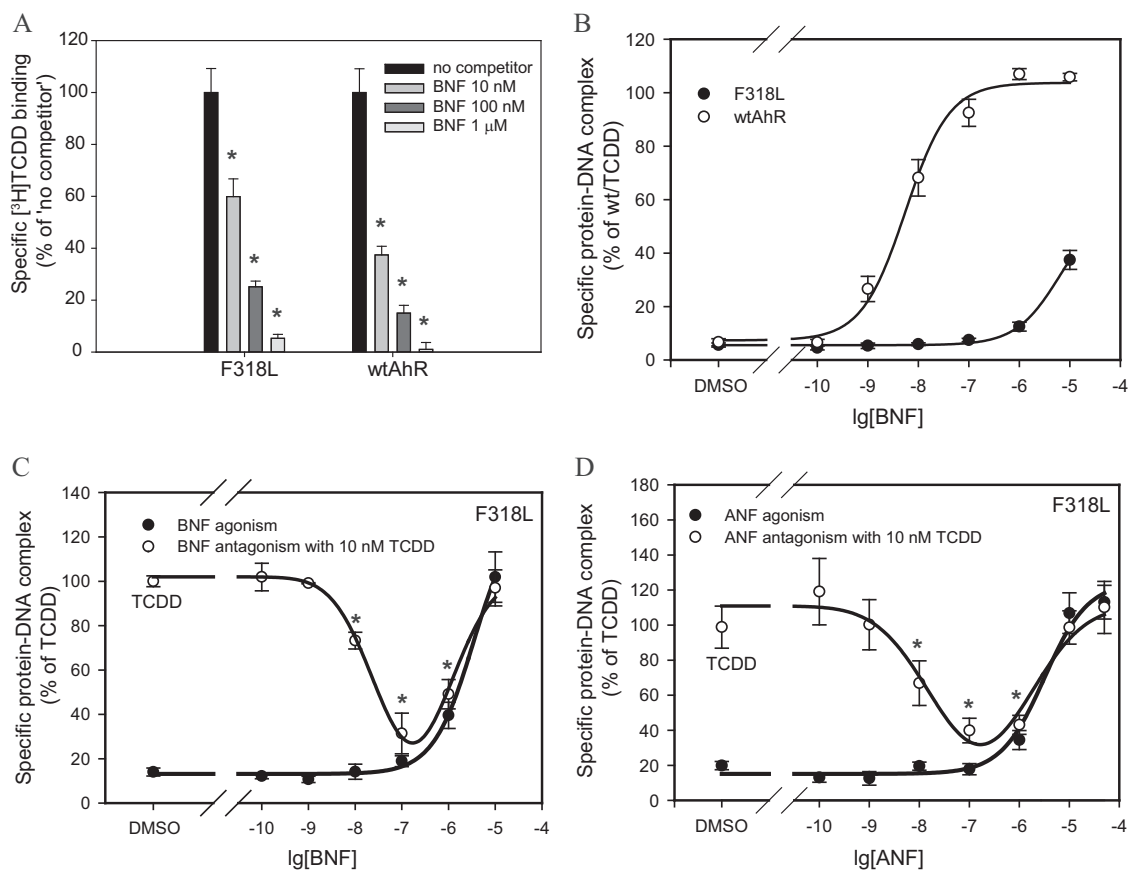 A
Specific [³H]TCDD binding
(% of 'no competitor')
120
100
80
60
40
20
0
no competitor
BNF 10 nM
BNF 100 nM
BNF 1 μM
*
*
*
*
*
*
F318L
wtAhR
B
Specific protein-DNA complex
(% of wt/TCDD)
120
100
80
60
40
20
0
F318L
wtAhR
DMSO
-10
-9
-8
-7
-6
-5
-4
lg[BNF]
C
Specific protein-DNA complex
(% of TCDD)
140
120
100
80
60
40
20
0
F318L
BNF agonism
BNF antagonism with 10 nM TCDD
TCDD
*
*
*
DMSO
-10
-9
-8
-7
-6
-5
-4
lg[BNF]
D
Specific protein-DNA complex
(% of TCDD)
180
160
140
120
100
80
60
40
20
0
F318L
ANF agonism
ANF antagonism with 10 nM TCDD
TCDD
*
*
*
DMSO
-10
-9
-8
-7
-6
-5
-4
lg[ANF]